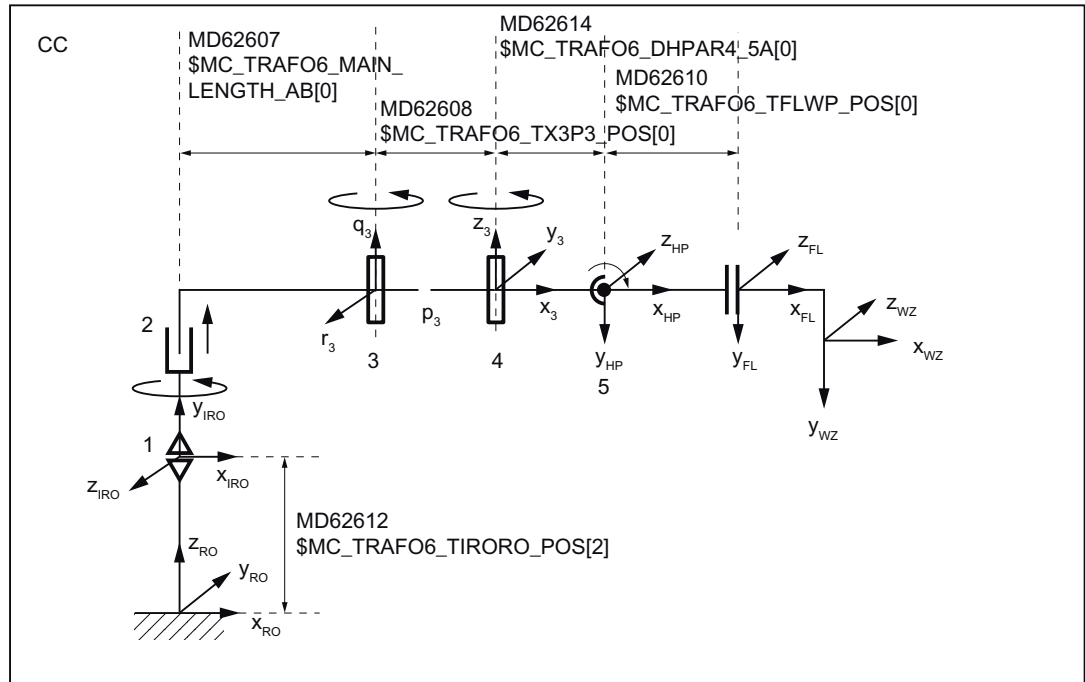 CC
MD62607
$MC_TRAFO6_MAIN_
LENGTH_AB[0]
MD62614
$MC_TRAFO6_DHPAR4_5A[0]
MD62610
$MC_TRAFO6_TFLWP_POS[0]
MD62608
$MC_TRAFO6_TX3P3_POS[0]
q3
z3
y3
zHP
zFL
2
r3
p3
x3
xHP
xFL
zWZ
xWZ
3
4
yHP
yFL
5
yIRO
yWZ
1
xIRO
zIRO
MD62612
$MC_TRAFO6_TIRORO_POS[2]
zRO
yRO
xRO